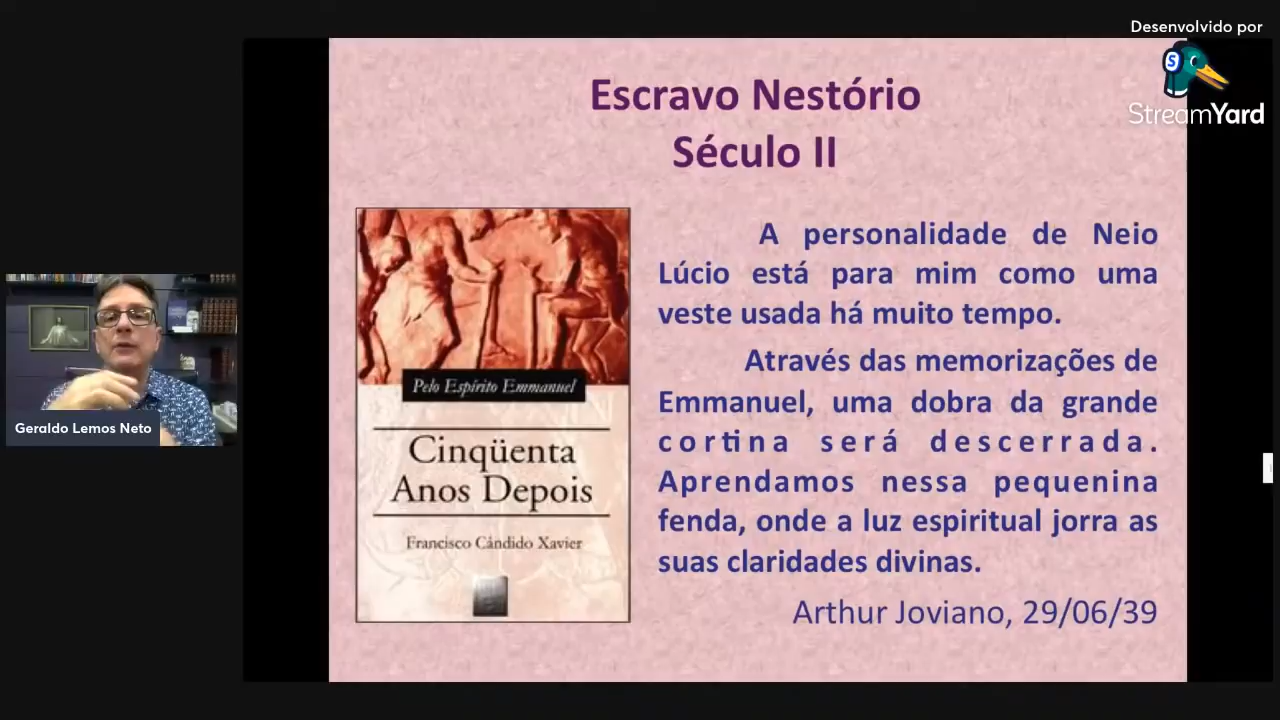 Desenvolvido por
StreamYard
Escravo Nestório
Século II
Pelo Espírito Emmanuel
Cinqüenta
Anos Depois
Francisco Cândido Xavier
A personalidade de Neio
Lúcio está para mim como uma
veste usada há muito tempo.
Através das memorizações de
Emmanuel, uma dobra da grande
cortina será descerrada.
Aprendamos nessa pequenina
fenda, onde a luz espiritual jorra as
suas claridades divinas.
Arthur Joviano, 29/06/39
Geraldo Lemos Neto